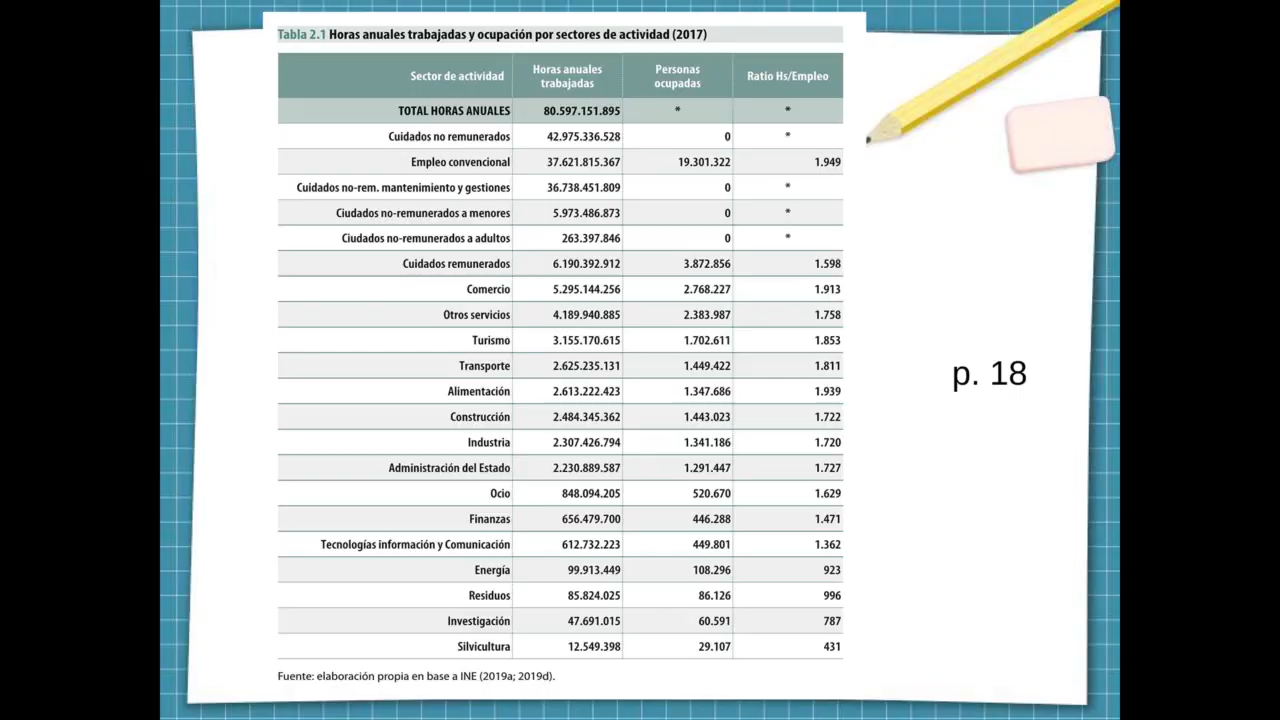 Tabla 2.1 Horas anuales trabajadas y ocupación por sectores de actividad (2017)
Sector de actividad Horas anuales trabajadas Personas ocupadas Ratio Hs/Empleo
TOTAL HORAS ANUALES 80.597.151.895 * *
Cuidados no remunerados 42.975.336.528 0 *
Empleo convencional 37.621.815.367 19.301.322 1.949
Cuidados no-rem. mantenimiento y gestiones 36.738.451.809 0 *
Ciudados no-remunerados a menores 5.973.486.873 0 *
Ciudados no-remunerados a adultos 263.397.846 0 *
Cuidados remuneros 6.190.292.912 3.872.856 1.598
Comercio 5.295.144.256 2.768.227 1.913
Otros servicios 4.189.940.885 2.383.987 1.758
Turismo 3.155.170.615 1.702.611 1.853
Transporte 2.625.235.131 1.449.422 1.811
Alimentación 2.613.222.423 1.347.686 1.939
Construcción 2.484.345.362 1.443.023 1.722
Industria 2.307.426.794 1.341.186 1.720
Administración del Estado 2.230.889.367 1.291.447 1.727
Ocio 848.094.205 520.670 1.629
Finanzas 656.479.700 446.288 1.471
Tecnologías información y Comunicación 612.732.223 449.801 1.362
Energía 99.913.449 108.296 923
Residuos 85.824.025 86.126 996
Investigación 47.691.013 60.591 787
Silvicultura 12.549.398 29.107 431
Fuente: elaboración propia en base a INE (2019a; 2019d).
p. 18